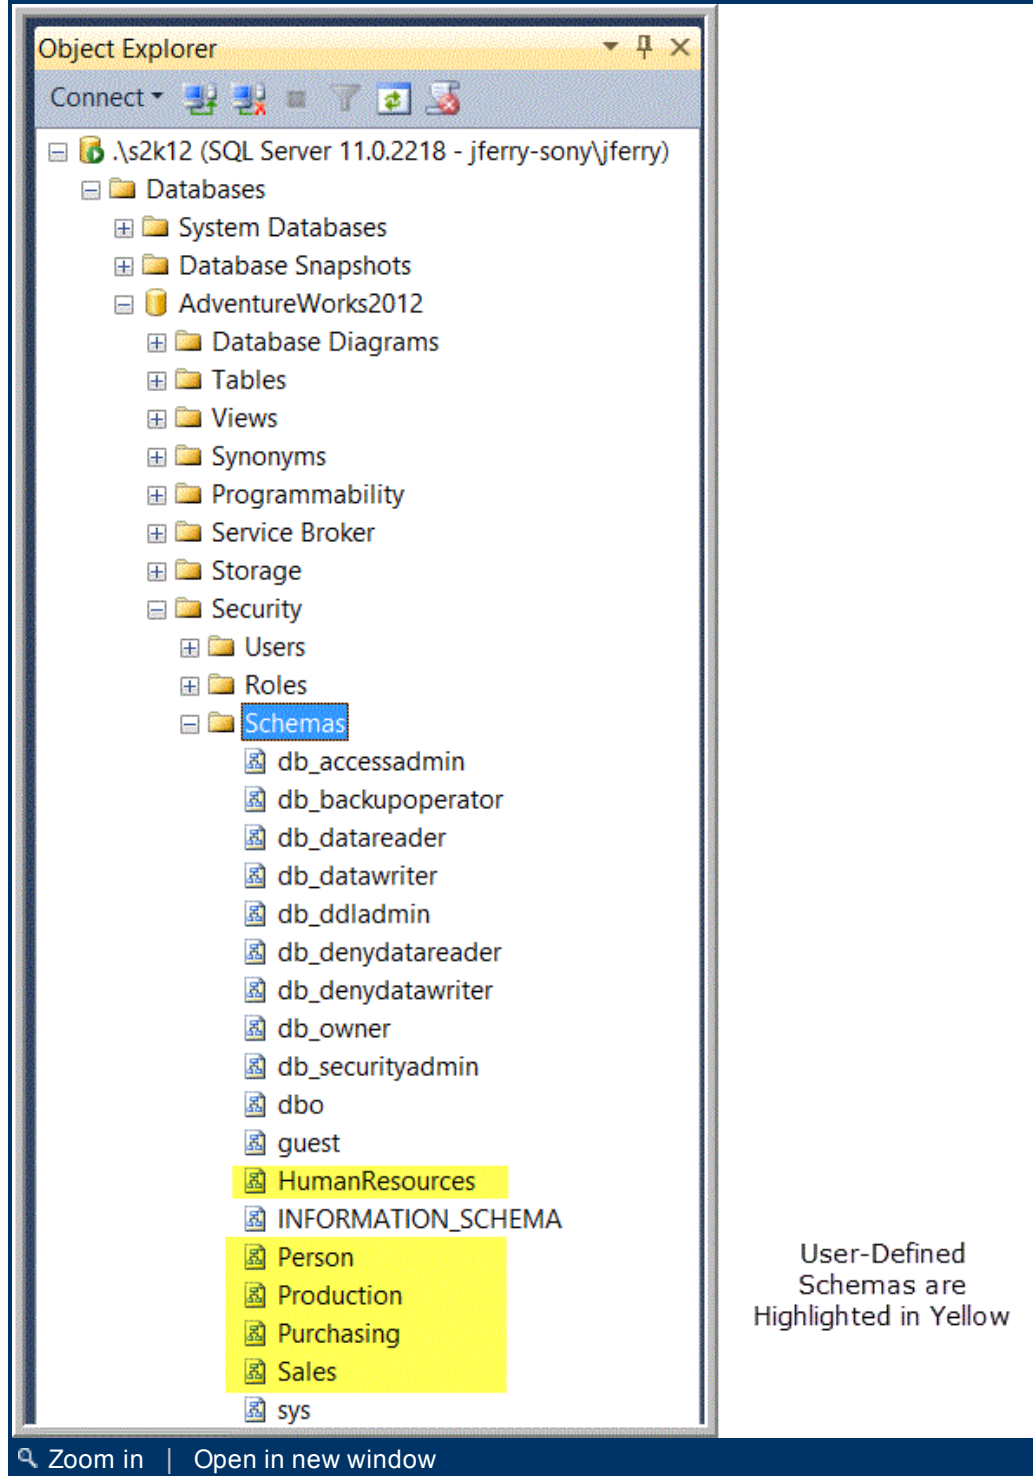 Object Explorer
Connect
.\s2k12 (SQL Server 11.0.2218 - jferry-sony\jferry)
Databases
System Databases
Database Snapshots
AdventureWorks2012
Database Diagrams
Tables
Views
Synonyms
Programmability
Service Broker
Storage
Security
Users
Roles
Schemas
db_accessadmin
db_backupoperator
db_datareader
db_datawriter
db_ddladmin
db_denydatareader
db_denydatawriter
db_owner
db_securityadmin
dbo
guest
HumanResources
INFORMATION_SCHEMA
Person
Production
Purchasing
Sales
sys
User-Defined
Schemas are
Highlighted in Yellow
Zoom in | Open in new window